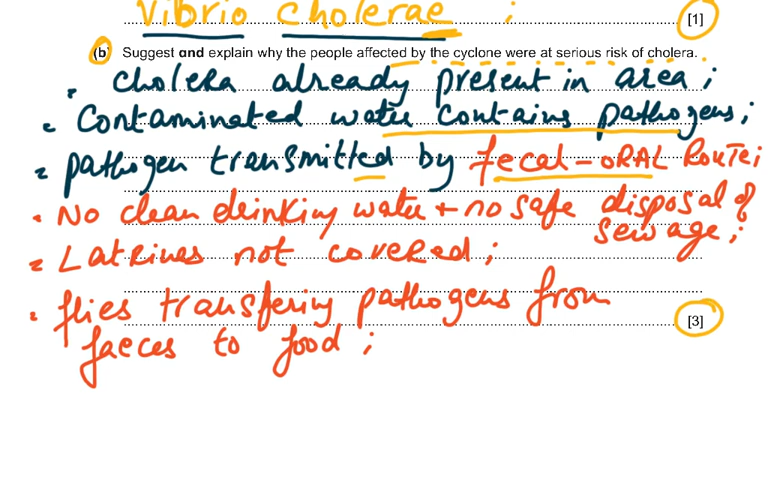 Vibrio cholerae ; [1]
(b) Suggest and explain why the people affected by the cyclone were at serious risk of cholera.
• cholera already present in area ;
• Contaminated water contains pathogens ;
• pathogen transmitted by fecal-ORAL Route ;
• No clean drinking water + no safe disposal of
sewage ;
• Latrines not covered ;
• flies transfering pathogens from
faeces to food ;
[3]